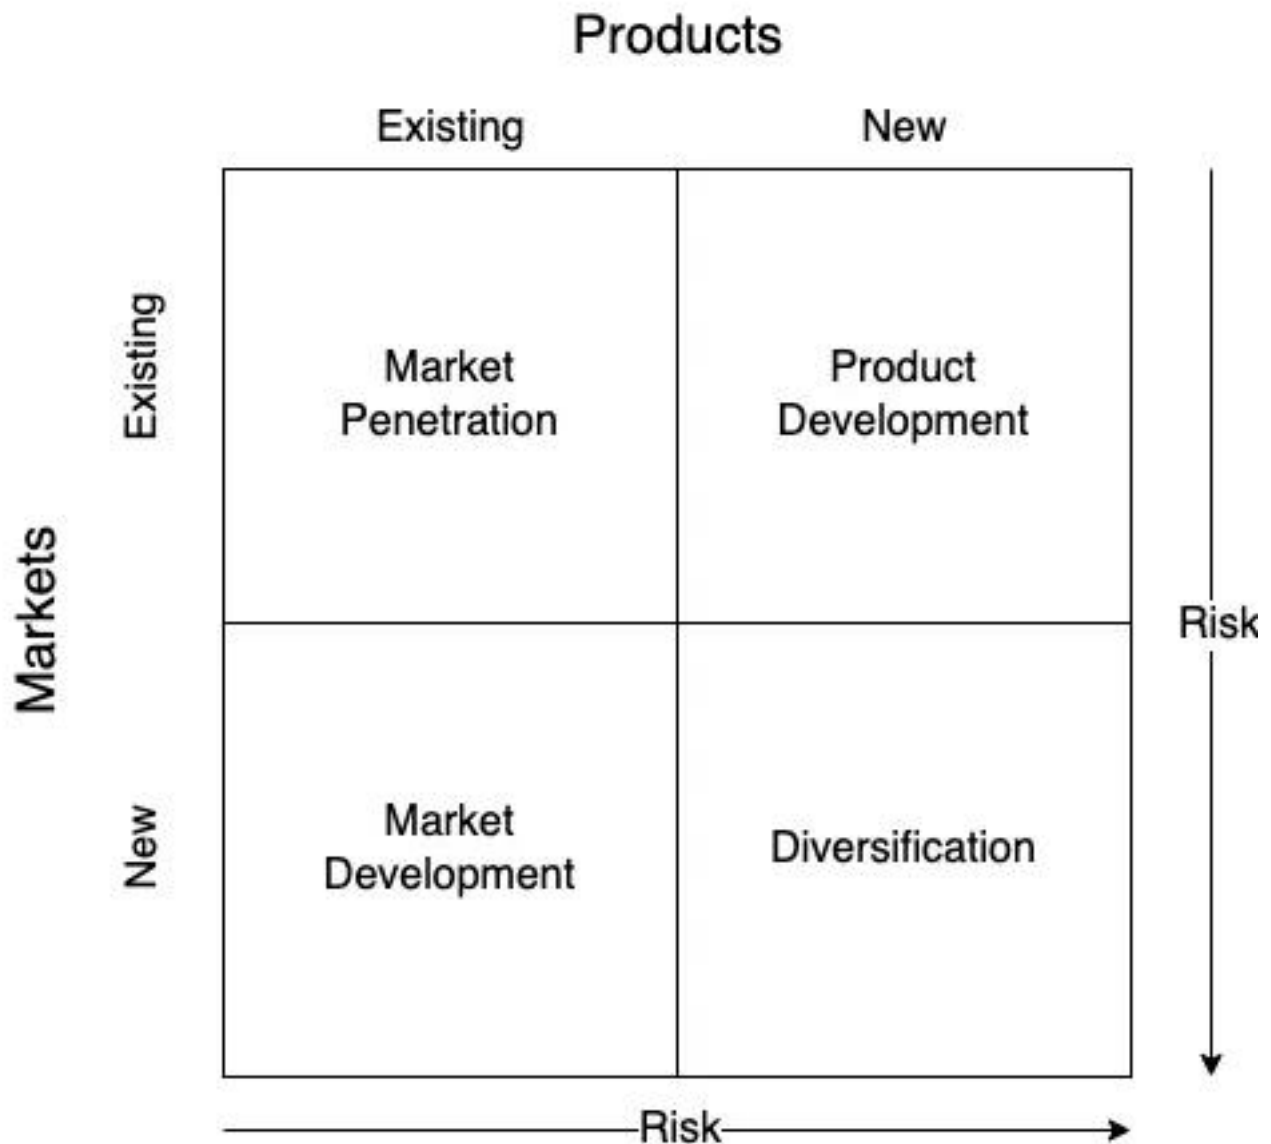 Products
Existing
New
Existing
Market
Penetration
Product
Development
Markets
Risk
New
Market
Development
Diversification
Risk